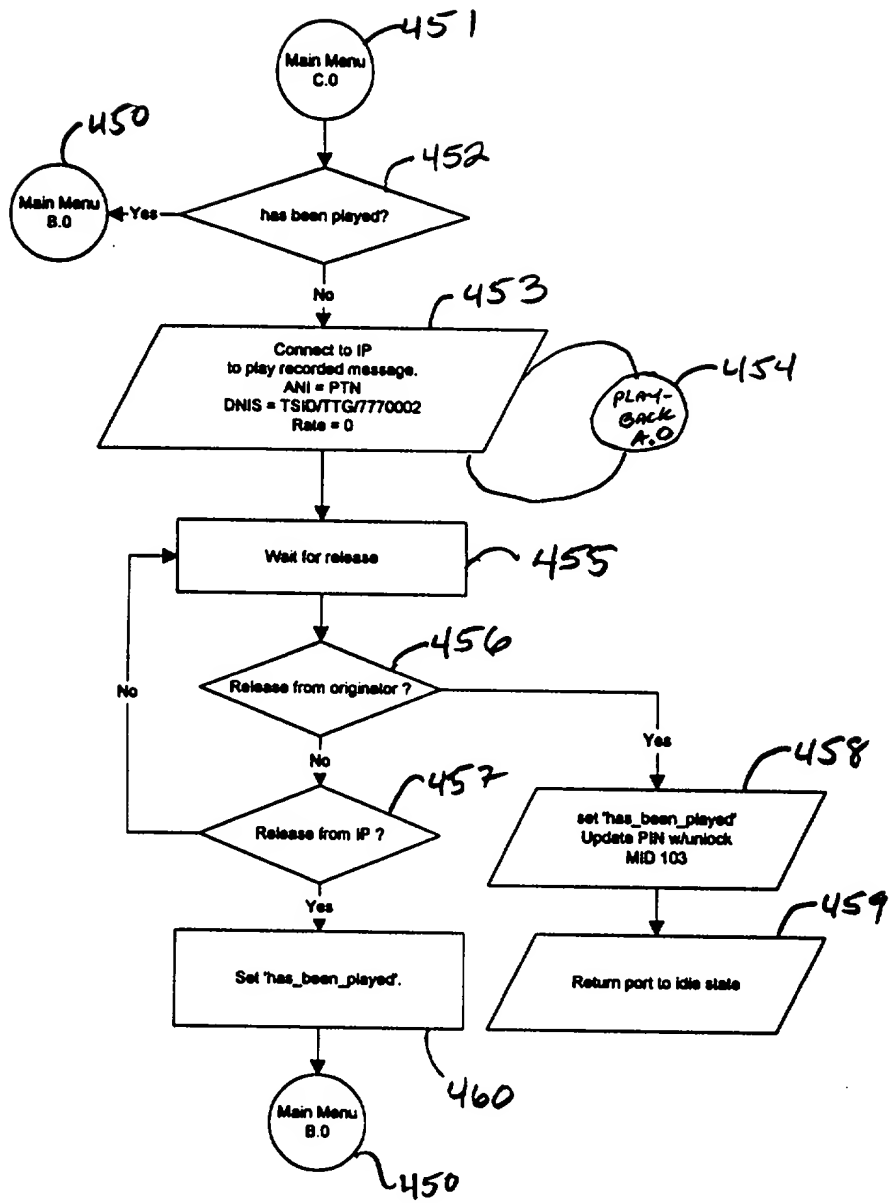 451
Main Menu
C.0
450
452
Main Menu
B.0
Yes
has been played?
No
453
Connect to IP
to play recorded message.
ANI = PTN
DNIS = TSID/TTG/7770002
Rate = 0
454
PLAY-
BACK
A.0
Wait for release
455
456
Release from originator ?
No
Yes
No
457
458
Release from IP ?
set 'has_been_played'
Update PIN w/unlock
MID 103
Yes
459
Set 'has_been_played'.
Return port to idle state
460
Main Menu
B.0
450